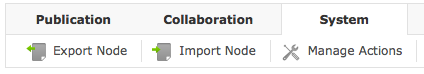 Publication Collaboration System
Export Node Import Node Manage Actions